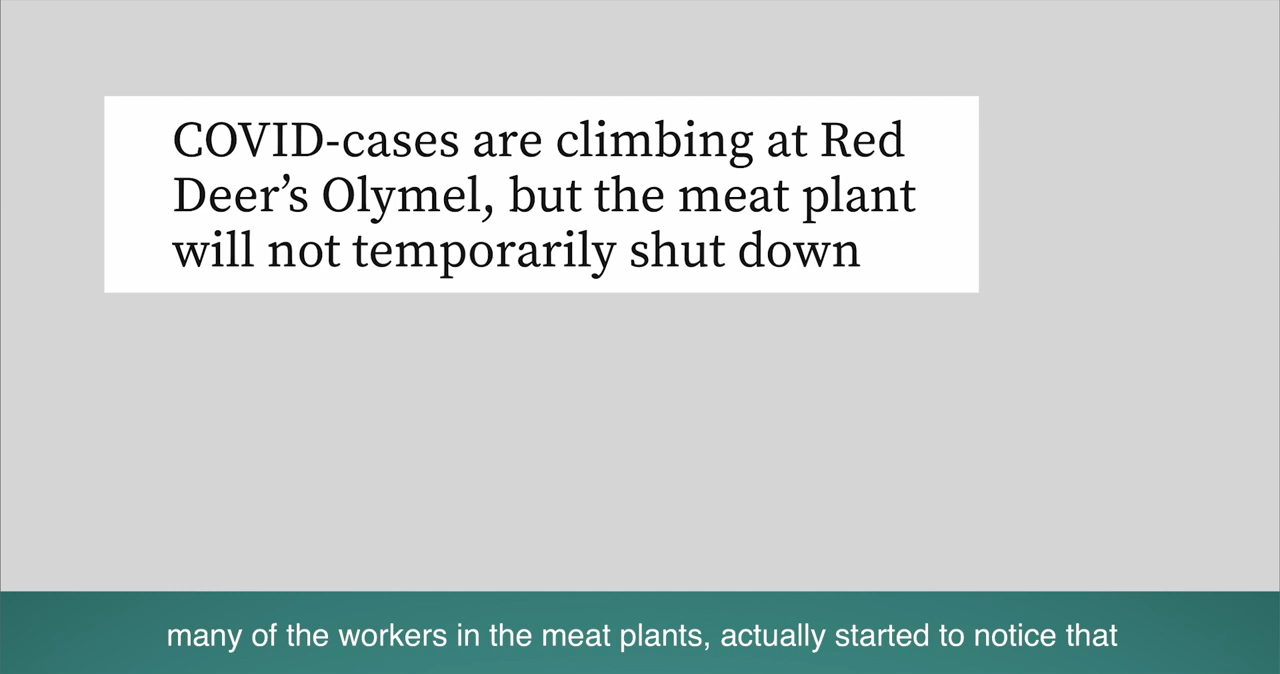 COVID-cases are climbing at Red
Deer’s Olymel, but the meat plant
will not temporarily shut down
many of the workers in the meat plants, actually started to notice that